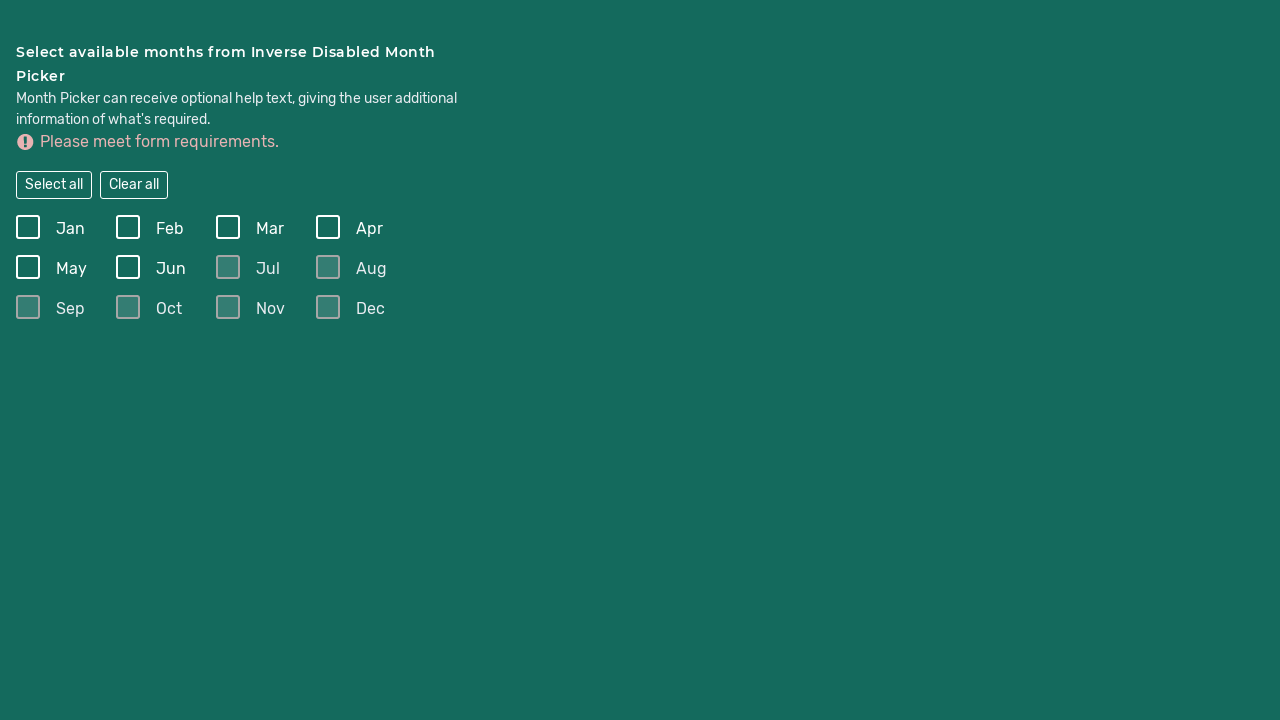 Select available months from Inverse Disabled Month
Picker
Month Picker can receive optional help text, giving the user additional
information of what's required.
Please meet form requirements.
Select all Clear all
Jan Feb Mar Apr
May Jun Jul Aug
Sep Oct Nov Dec